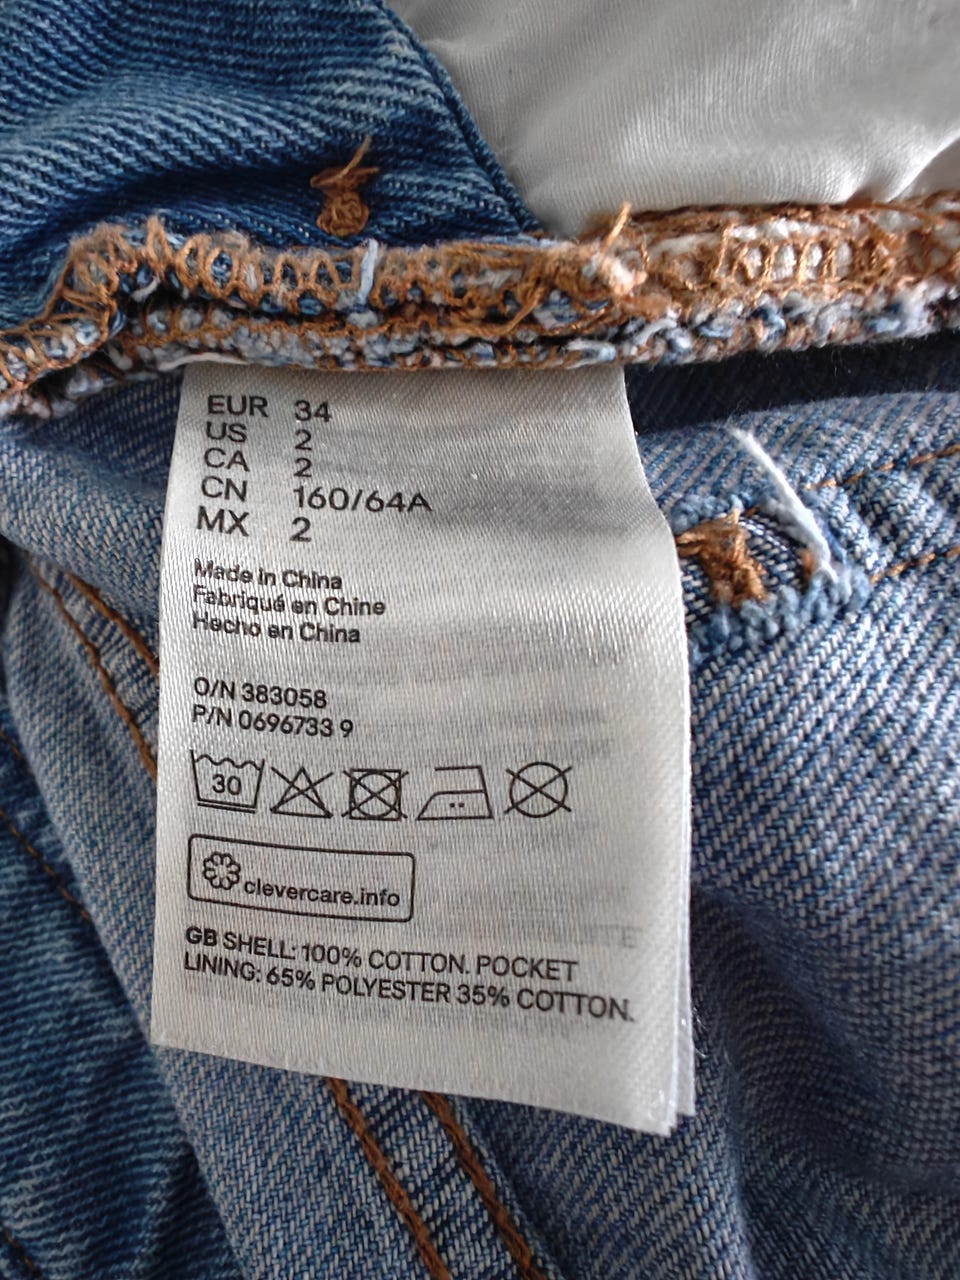 EUR 34
US 2
CA 2
CN 160/64A
MX 2
Made in China
Fabriqué en Chine
Hecho en China
O/N 383058
P/N 0696733 9
30
clevercare.info
GB SHELL: 100% COTTON. POCKET
LINING: 65% POLYESTER 35% COTTON.